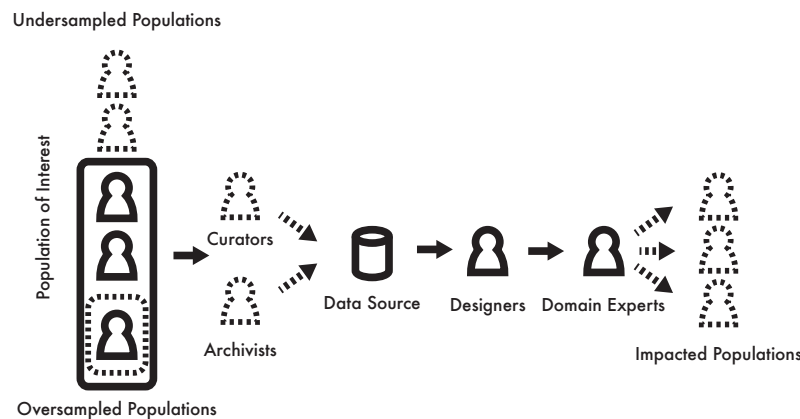 Undersampled Populations
Population of Interest
Curators
Archivists
Data Source
Designers
Domain Experts
Impacted Populations
Oversampled Populations